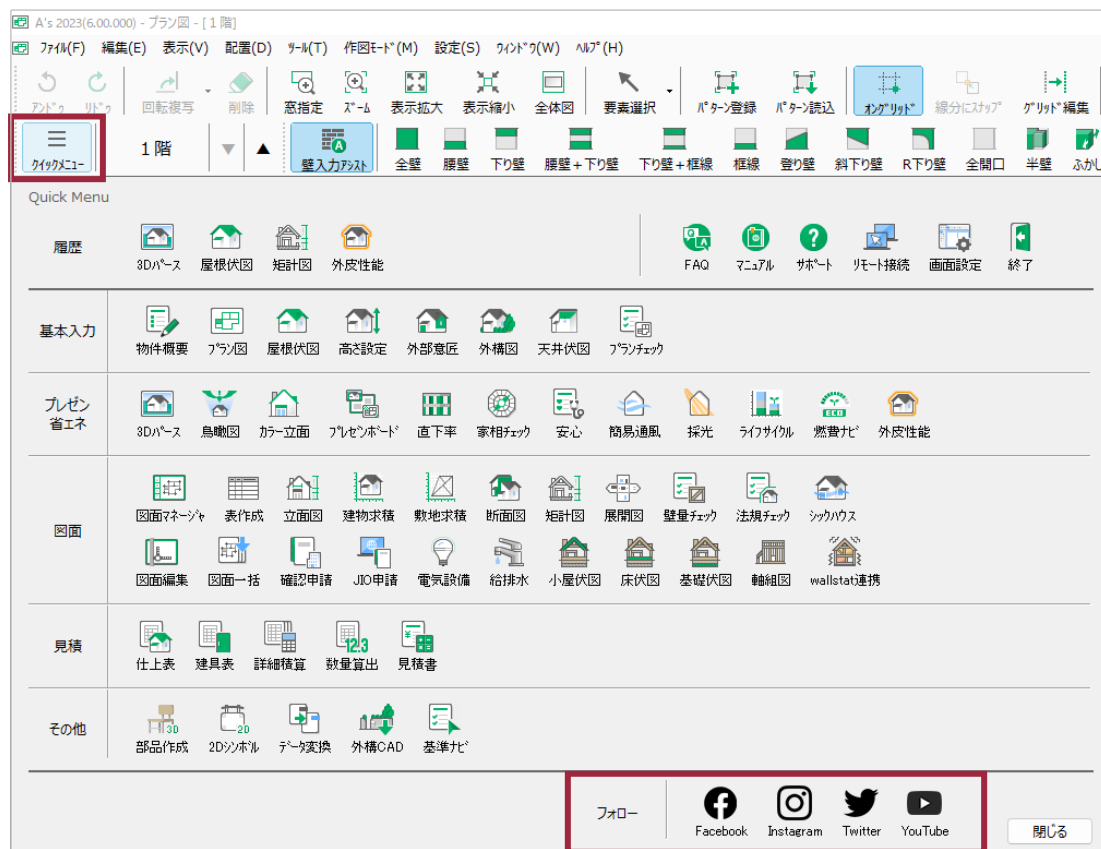 A's 2023(6.00.000) - プラン図 - [1 階]
ﾌｧｲﾙ(F) 編集(E) 表示(V) 配置(D) ﾂｰﾙ(T) 作図ﾓｰﾄﾞ(M) 設定(S) ｳｨﾝﾄﾞｳ(W) ﾍﾙﾌﾟ(H)
ｱﾝﾄﾞｩ ﾘﾄﾞｩ 回転複写 削除 窓指定 ｽﾞｰﾑ 表示拡大 表示縮小 全体図 要素選択 ﾊﾟﾀｰﾝ登録 ﾊﾟﾀｰﾝ読込 ｵﾝｸﾞﾘｯﾄﾞ 線分にｽﾅｯﾌﾟ ｸﾞﾘｯﾄﾞ編集
ｸｲｯｸﾒﾆｭｰ 1 階 ▼ ▲ 壁入力ｱｼｽﾄ 全壁 腰壁 下り壁 腰壁+下り壁 下り壁+框線 框線 登り壁 斜下り壁 R下り壁 全開口 半壁 ふかし
Quick Menu
履歴 3Dﾊﾟｰｽ 屋根伏図 矩計図 外皮性能 FAQ ﾏﾆｭｱﾙ ｻﾎﾟｰﾄ ﾘﾓｰﾄ接続 画面設定 終了
基本入力 物件概要 ﾌﾟﾗﾝ図 屋根伏図 高さ設定 外部意匠 外構図 天井伏図 ﾌﾟﾗﾝﾁｪｯｸ
プレゼン
省エネ
3Dﾊﾟｰｽ 鳥瞰図 ｶﾗｰ立面 ﾌﾟﾚｾﾞﾝﾎﾞｰﾄﾞ 直下率 家相ﾁｪｯｸ 安心 簡易通風 採光 ﾗｲﾌｻｲｸﾙ 燃費ﾅﾋﾞ 外皮性能
図面
図面ﾏﾈｰｼﾞｬ 表作成 立面図 建物求積 敷地求積 断面図 矩計図 展開図 壁量ﾁｪｯｸ 法規ﾁｪｯｸ ｼｯｸﾊｳｽ
図面編集 図面一括 確認申請 JIO申請 電気設備 給排水 小屋伏図 床伏図 基礎伏図 軸組図 wallstat連携
見積 仕上表 建具表 詳細積算 数量算出 見積書
その他 部品作成 2Dｼﾝﾎﾞﾙ ﾃﾞｰﾀ変換 外構CAD 基準ﾅﾋﾞ
フォロー Facebook Instagram Twitter YouTube 閉じる